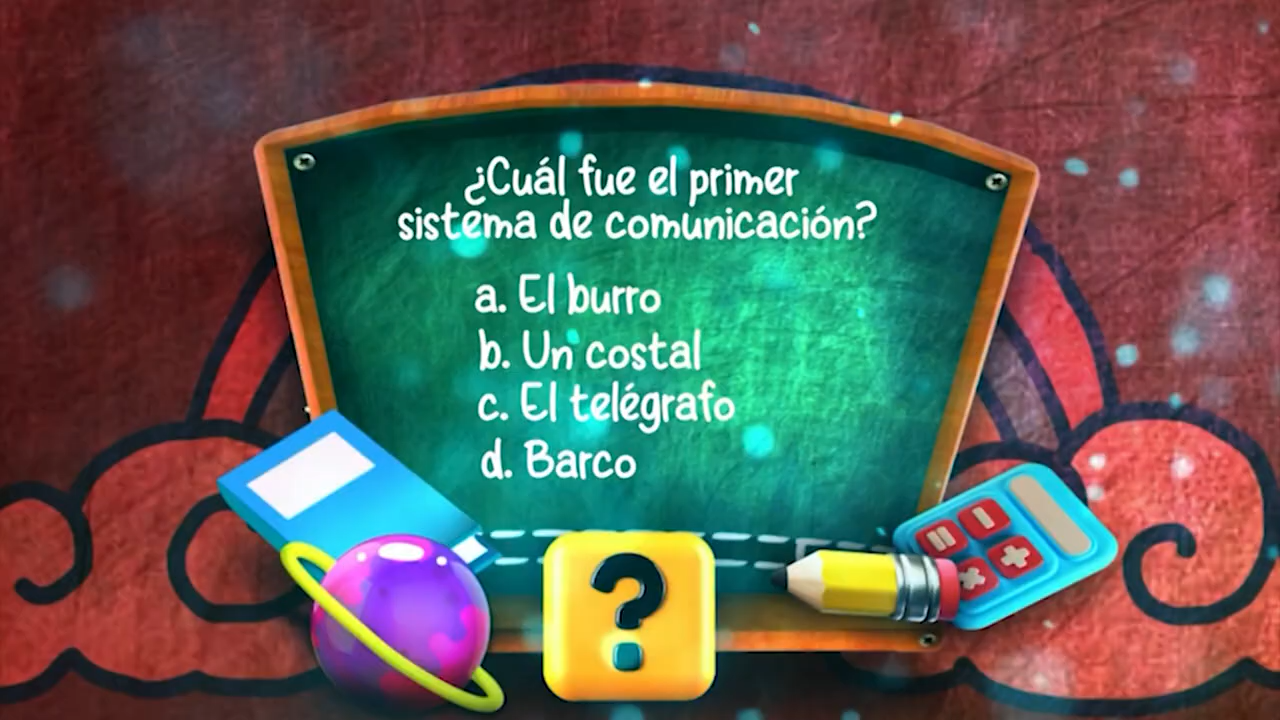 ¿Cuál fue el primer
sistema de comunicación?
a. El burro
b. Un costal
c. El telégrafo
d. Barco
?